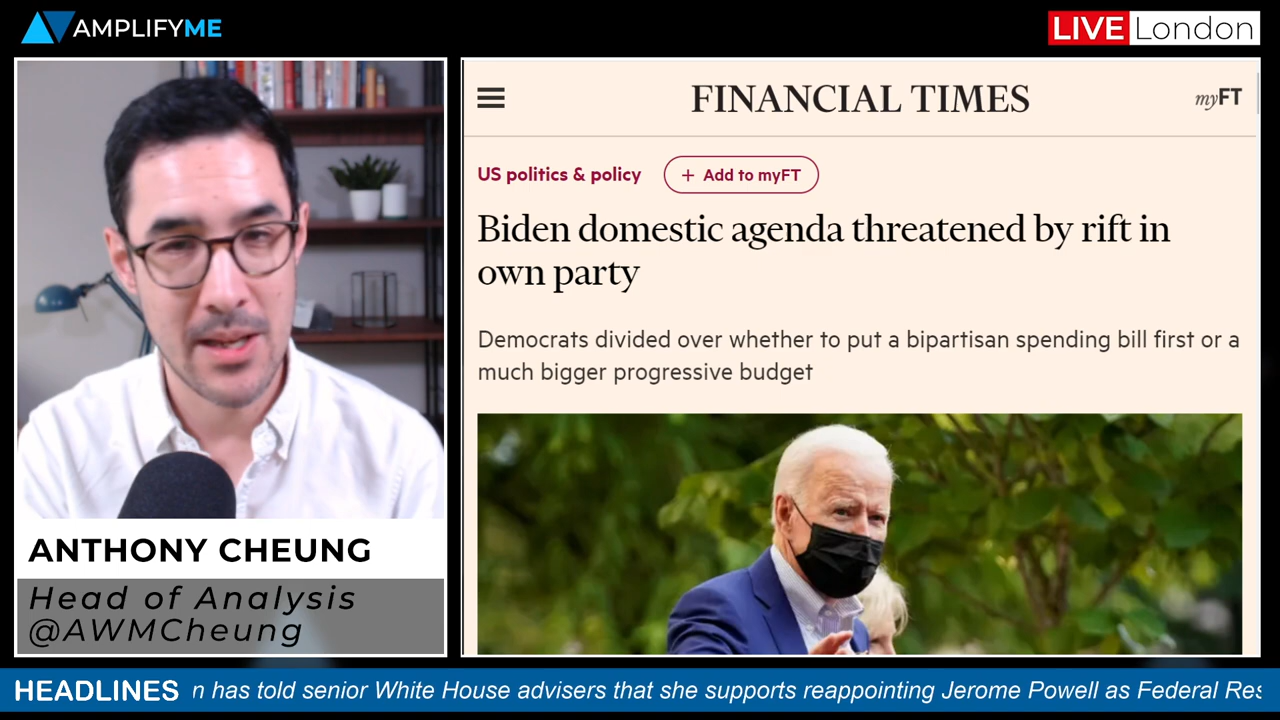 AMPLIFYME
LIVE London
FINANCIAL TIMES
myFT
US politics & policy
+ Add to myFT
Biden domestic agenda threatened by rift in
own party
Democrats divided over whether to put a bipartisan spending bill first or a
much bigger progressive budget
ANTHONY CHEUNG
Head of Analysis
@AWMCheung
HEADLINES n has told senior White House advisers that she supports reappointing Jerome Powell as Federal Res